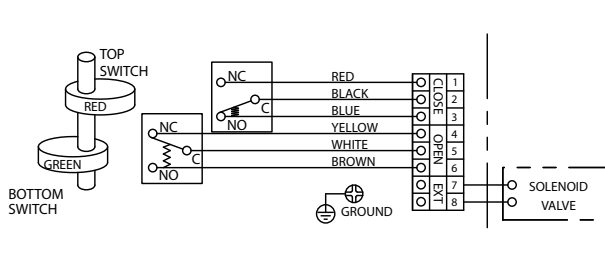 TOP
SWITCH
RED
GREEN
BOTTOM
SWITCH
NC
C
NO
NC
C
NO
RED
BLACK
BLUE
YELLOW
WHITE
BROWN
GROUND
CLOSE
OPEN
EXT
1
2
3
4
5
6
7
8
SOLENOID
VALVE